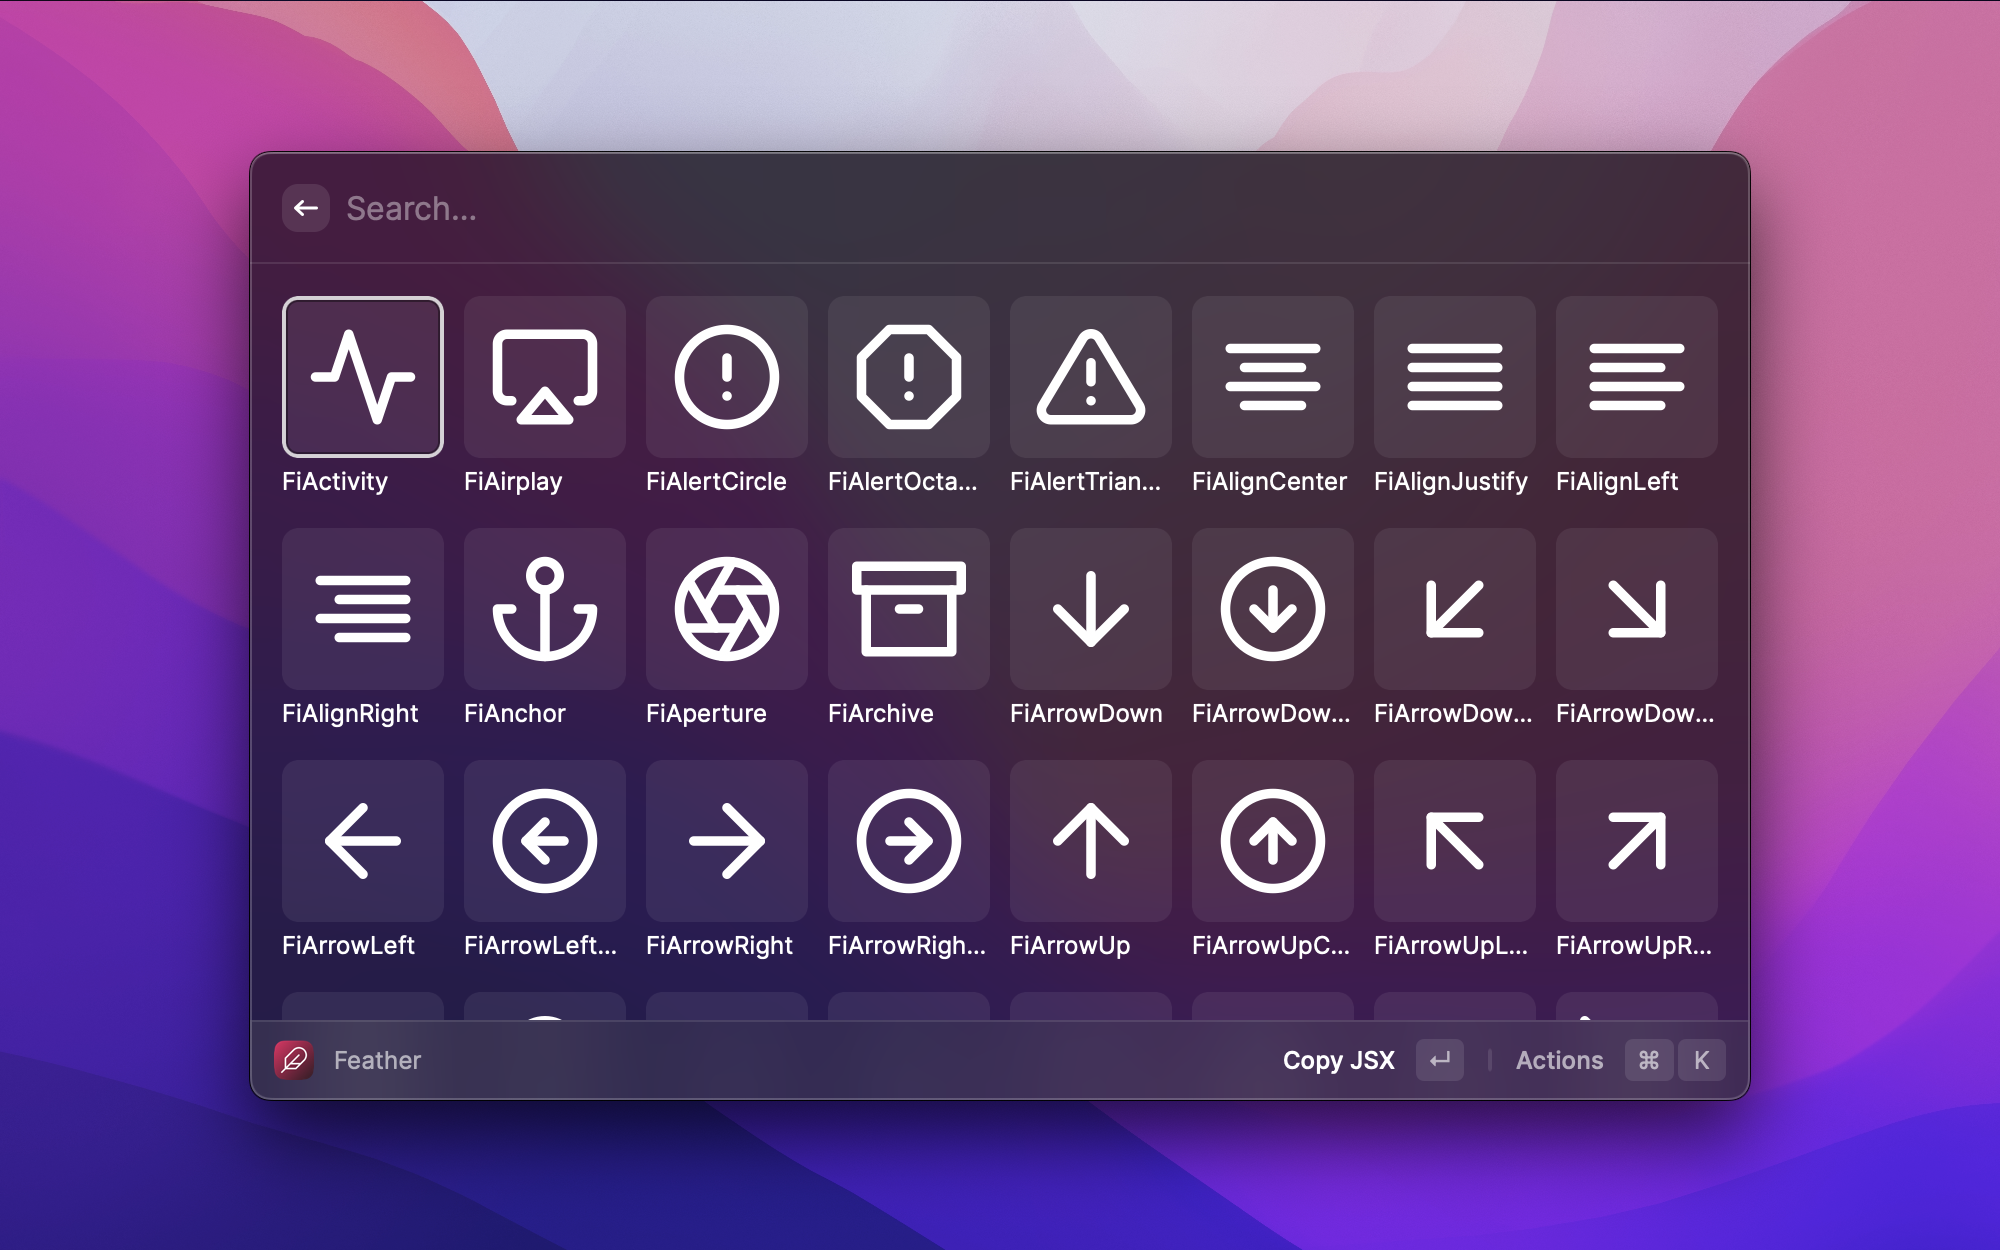 Search...
FiActivity FiAirplay FiAlertCircle FiAlertOcta... FiAlertTrian... FiAlignCenter FiAlignJustify FiAlignLeft
FiAlignRight FiAnchor FiAperture FiArchive FiArrowDown FiArrowDow... FiArrowDow... FiArrowDow...
FiArrowLeft FiArrowLeft... FiArrowRight FiArrowRigh... FiArrowUp FiArrowUpC... FiArrowUpL... FiArrowUpR...
Feather Copy JSX ↵ Actions ⌘ K